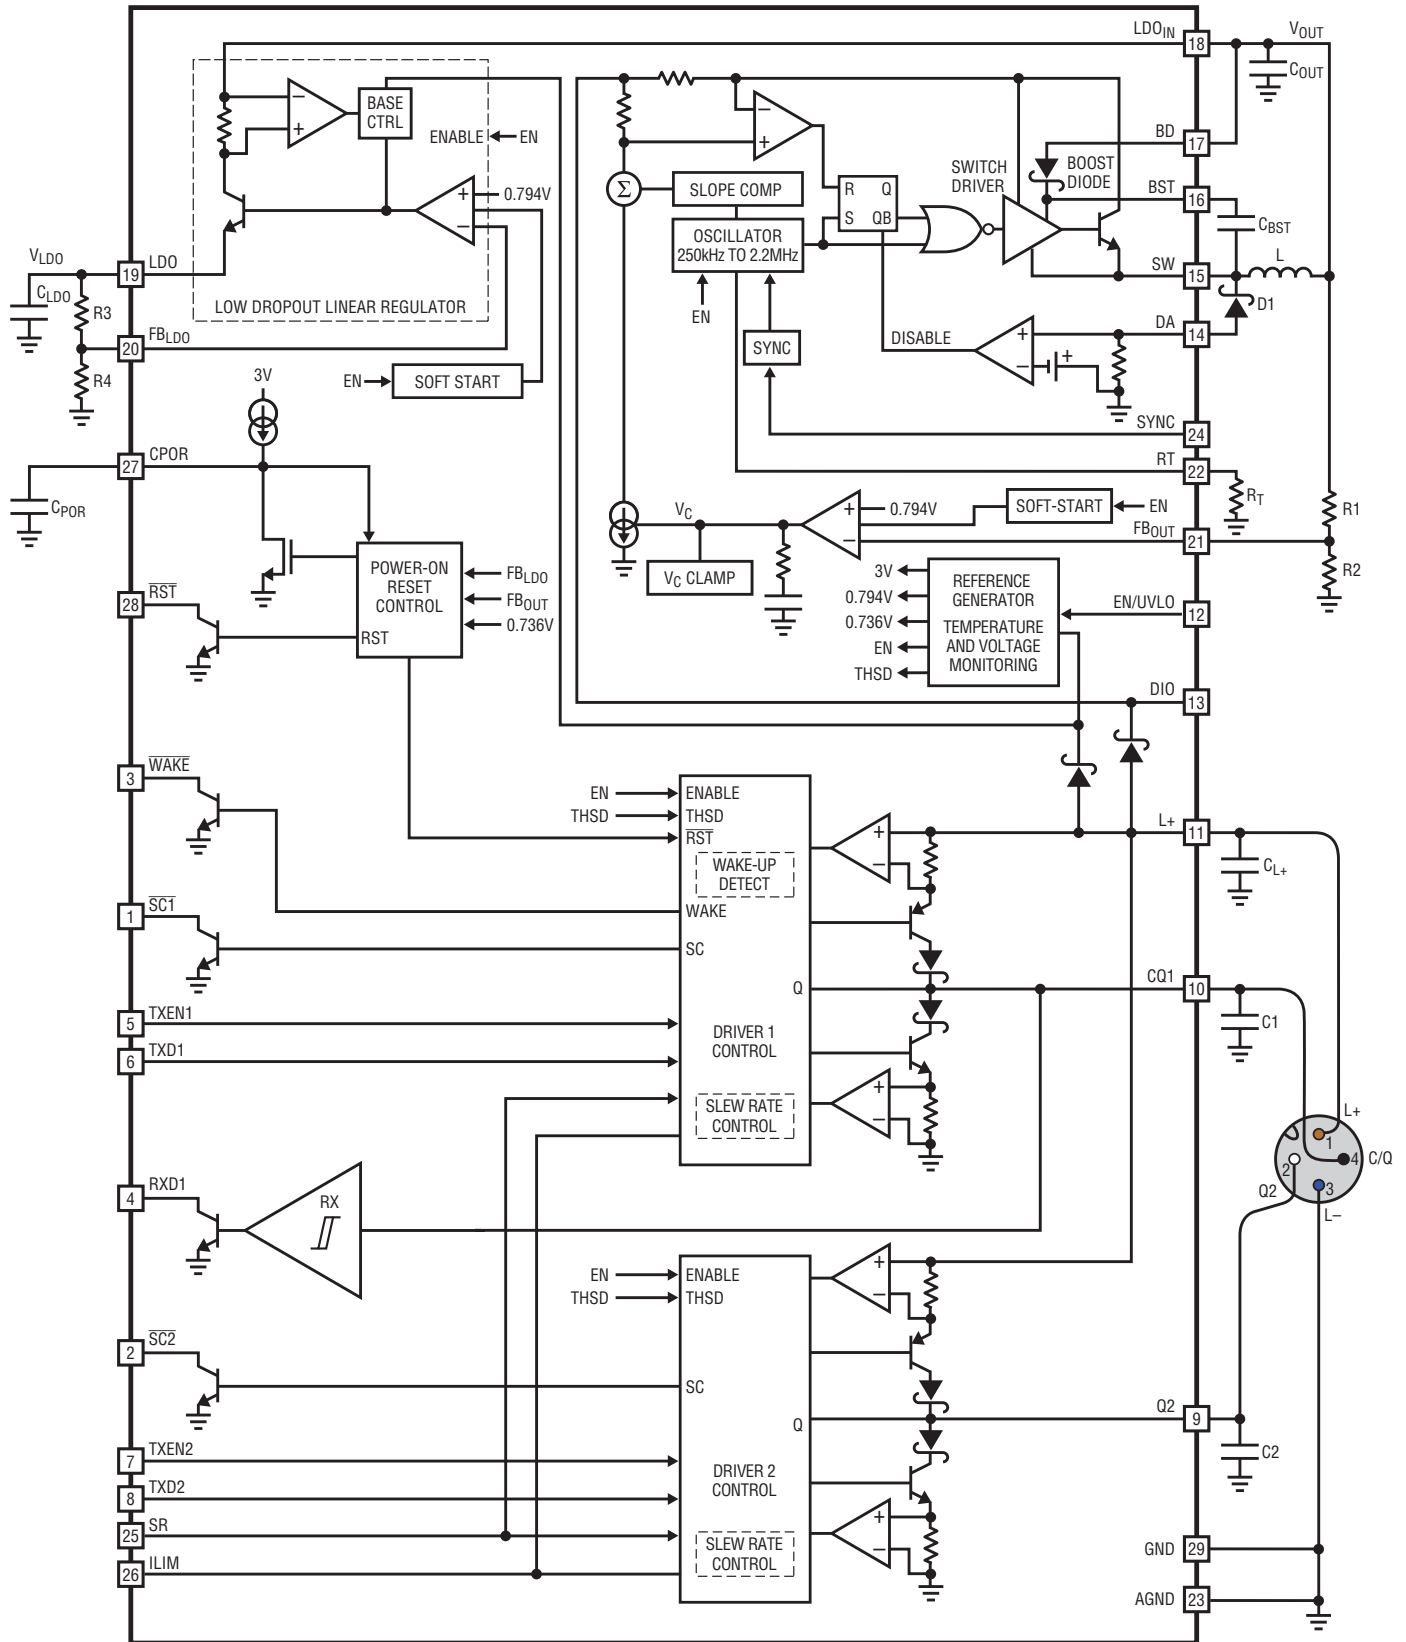 LDOIN
18
VOUT
COUT
BASE
CTRL
ENABLE
EN
−
+
−
+
BD
17
BOOST
DIODE
SWITCH
DRIVER
BST
16
CBST
0.794V
+
−
Σ
SLOPE COMP
OSCILLATOR
250kHz TO 2.2MHz
R
Q
S
QB
SW
15
L
D1
VLDO
LDO
19
CLDO
R3
LOW DROPOUT LINEAR REGULATOR
FBLDO
20
R4
EN
SYNC
DISABLE
+
−
+
DA
14
EN
SOFT START
3V
SYNC
24
RT
22
RT
R1
CPOR
27
CPOR
VC
+
−
0.794V
SOFT-START
EN
FBOUT
21
R2
VC CLAMP
POWER-ON
RESET
CONTROL
RST
FBLDO
FBOUT
0.736V
3V
0.794V
0.736V
EN
THSD
REFERENCE
GENERATOR
TEMPERATURE
AND VOLTAGE
MONITORING
EN/UVLO
12
RST
28
DIO
13
WAKE
3
EN
THSD
ENABLE
THSD
RST
WAKE-UP
DETECT
WAKE
SC
Q
DRIVER 1
CONTROL
SLEW RATE
CONTROL
+
−
L+
11
CL+
SC1
1
CQ1
10
C1
TXEN1
5
TXD1
6
+
−
L+
1
2
4
C/Q
3
Q2
L−
RXD1
4
RX
EN
THSD
ENABLE
THSD
SC
Q
DRIVER 2
CONTROL
SLEW RATE
CONTROL
+
−
SC2
2
Q2
9
C2
TXEN2
7
TXD2
8
SR
25
ILIM
26
+
−
GND
29
AGND
23